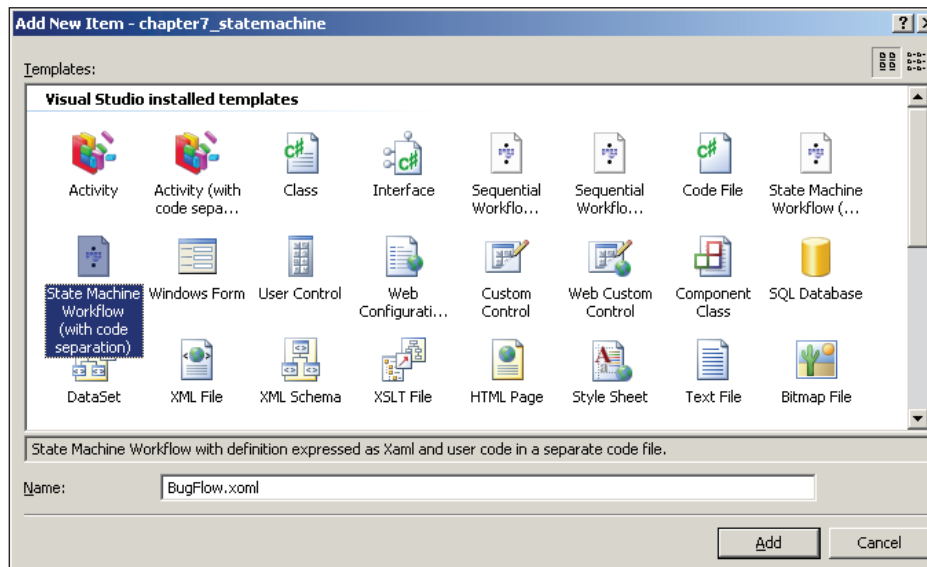 Add New Item - chapter7_statemachine
Templates:
Visual Studio installed templates
Activity
Activity (with
code sepa...
Class
Interface
Sequential
Workflo...
Sequential
Workflo...
Code File
State Machine
Workflow (...
State Machine
Workflow
(with code
separation)
Windows Form
User Control
Web
Configurati...
Custom
Control
Web Custom
Control
Component
Class
SQL Database
DataSet
XML File
XML Schema
XSLT File
HTML Page
Style Sheet
Text File
Bitmap File
State Machine Workflow with definition expressed as Xaml and user code in a separate code file.
Name:
BugFlow.xoml
Add
Cancel